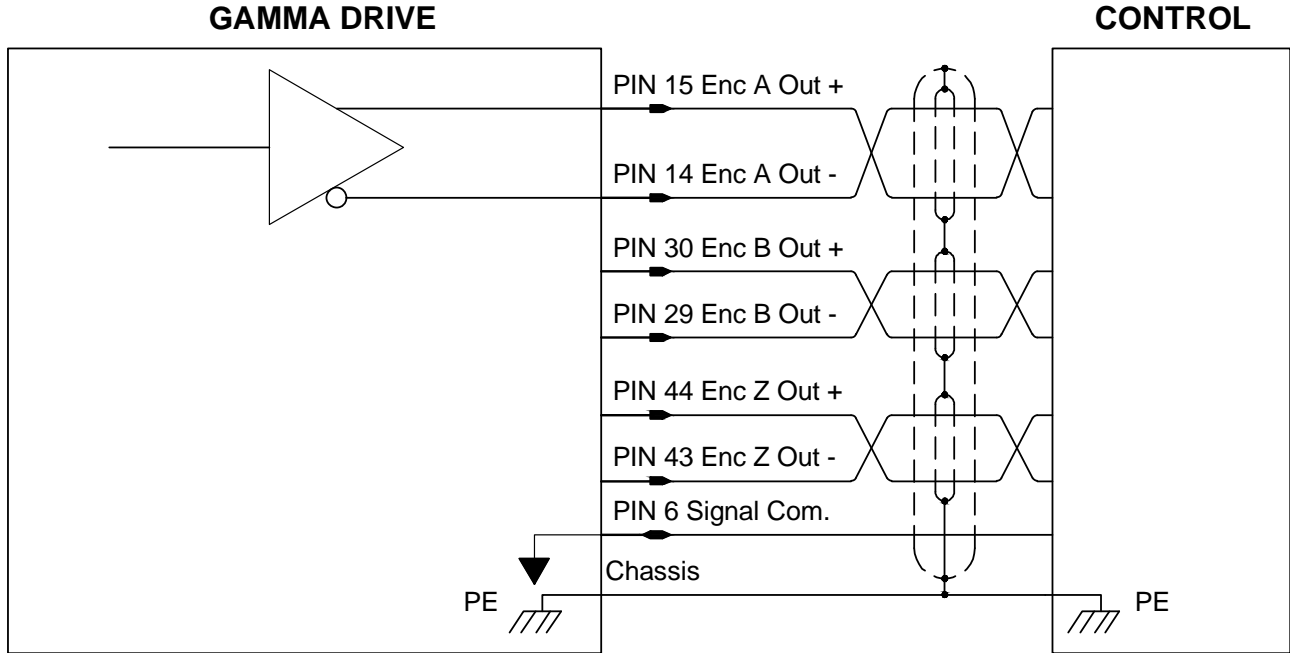 GAMMA DRIVE
CONTROL
PIN 15 Enc A Out +
PIN 14 Enc A Out -
PIN 30 Enc B Out +
PIN 29 Enc B Out -
PIN 44 Enc Z Out +
PIN 43 Enc Z Out -
PIN 6 Signal Com.
Chassis
PE
PE